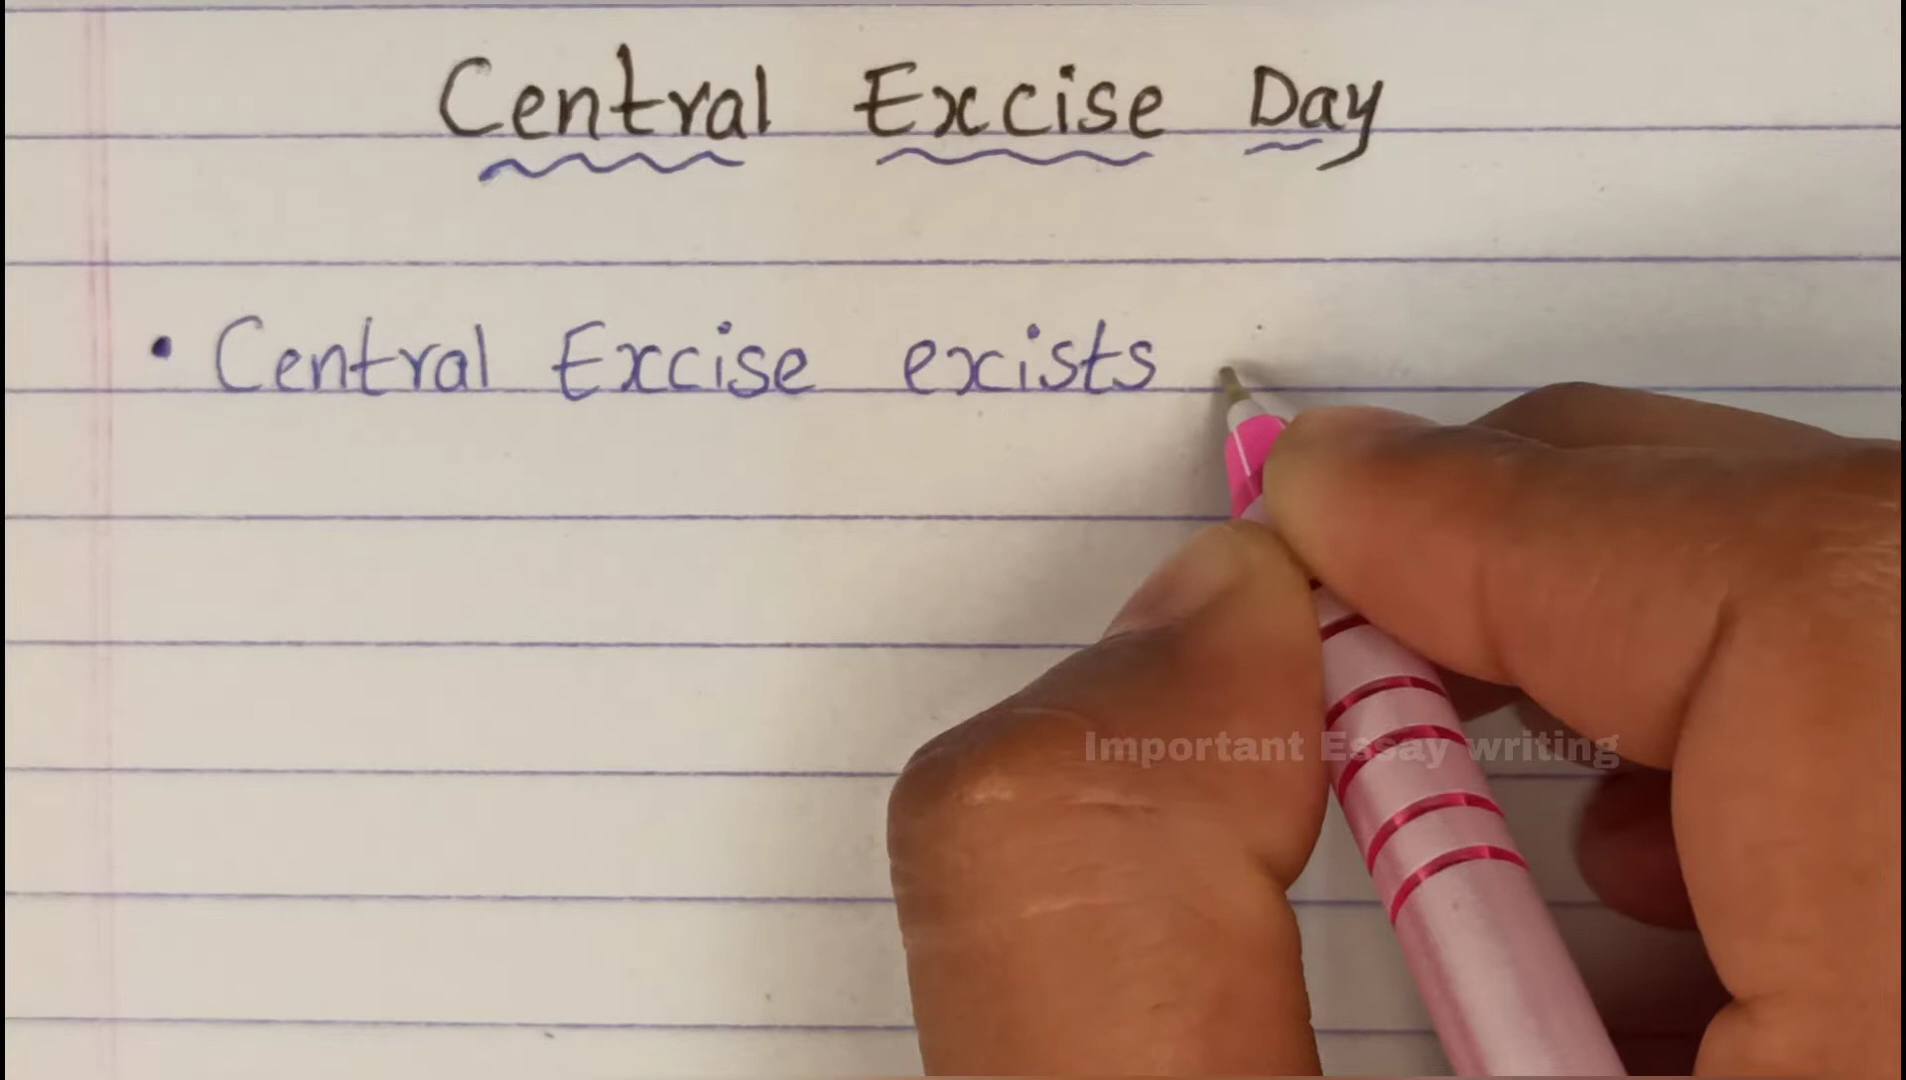 Central Excise Day
• Central Excise exists
Important Essay writing